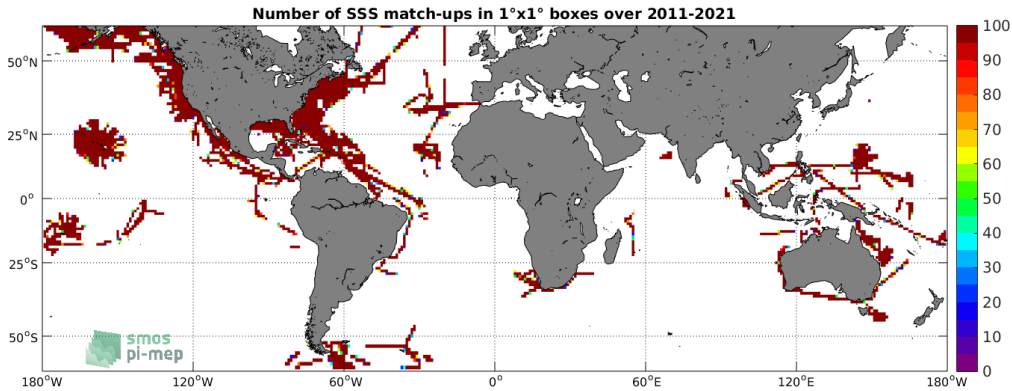 Number of SSS match-ups in 1°x1° boxes over 2011-2021
50°N
25°N
0°
25°S
50°S
180°W 120°W 60°W 0° 60°E 120°E 180°W
100
90
80
70
60
50
40
30
20
10
0
smos
pi-mep